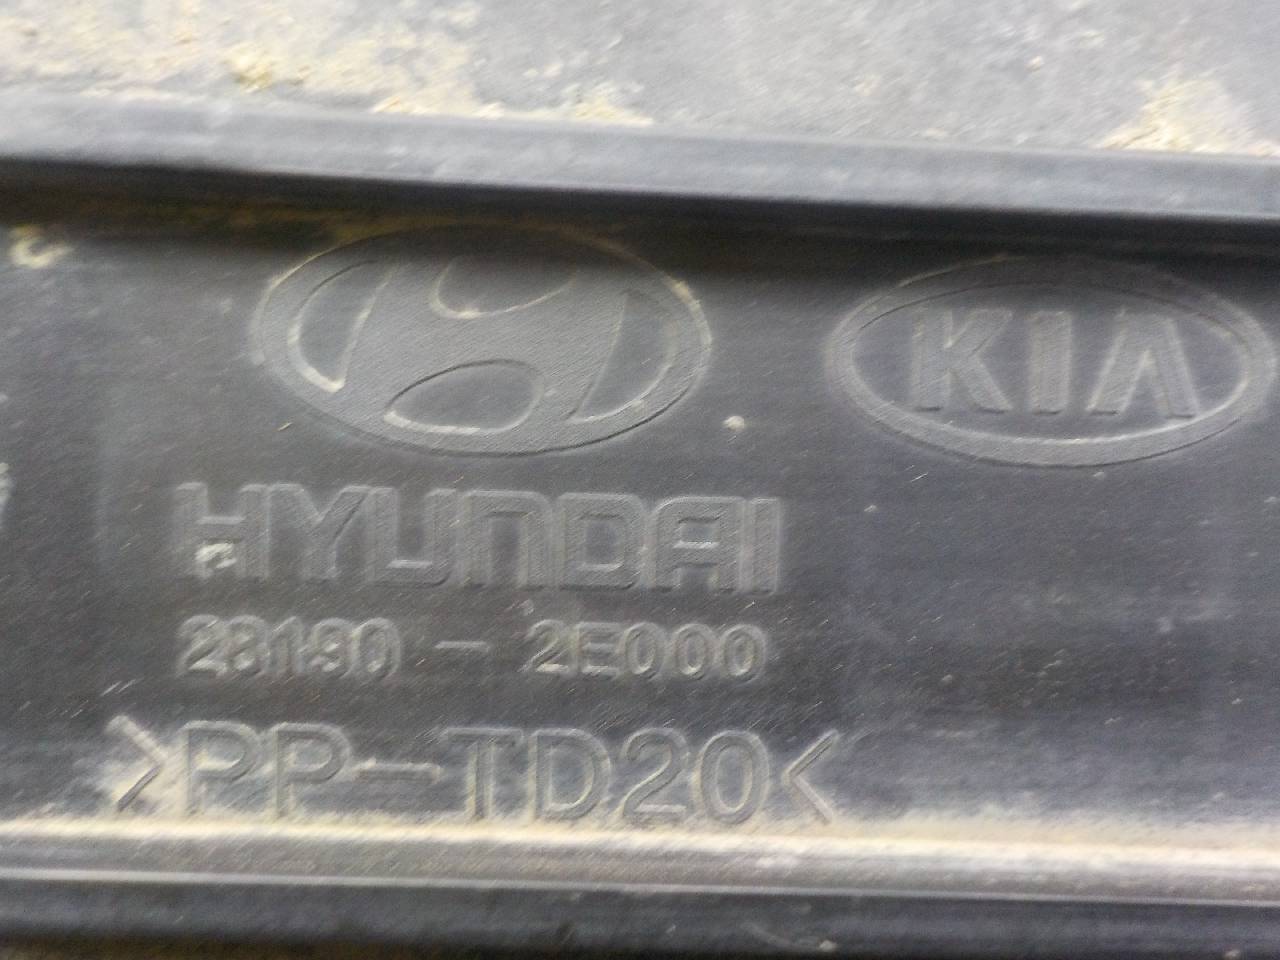 KIA
HYUNDAI
28190 - 2E000
>PP-TD20<